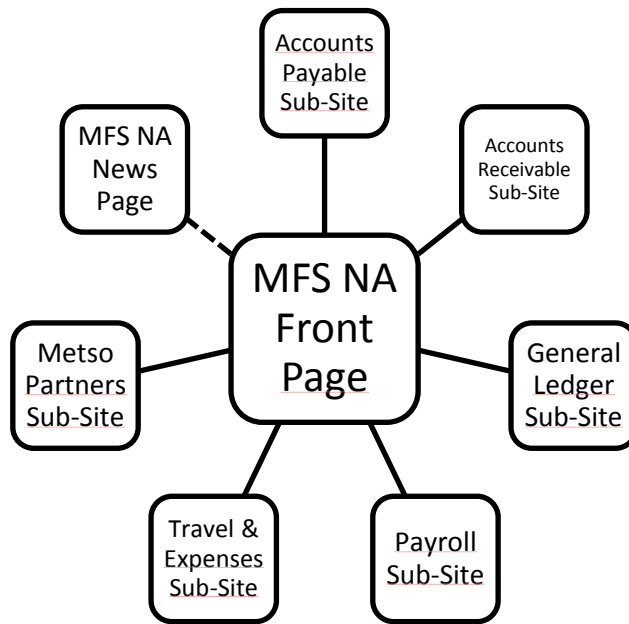 Accounts
Payable
Sub-Site
MFS NA
News
Page
Accounts
Receivable
Sub-Site
MFS NA
Front
Page
Metso
Partners
Sub-Site
General
Ledger
Sub-Site
Travel &
Expenses
Sub-Site
Payroll
Sub-Site